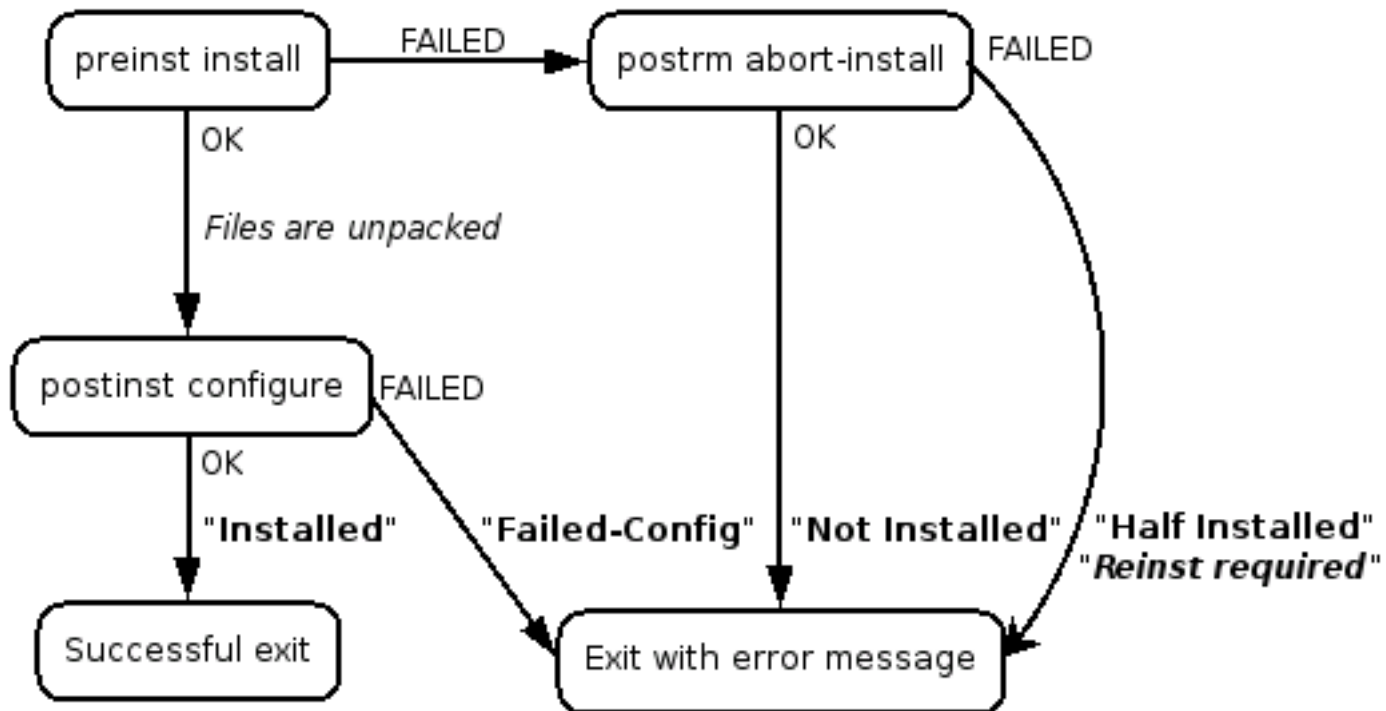 preinst install
FAILED
postrm abort-install
FAILED
OK
OK
Files are unpacked
postinst configure
FAILED
OK
"Installed"
"Failed-Config"
"Not Installed"
"Half Installed"
"Reinst required"
Successful exit
Exit with error message